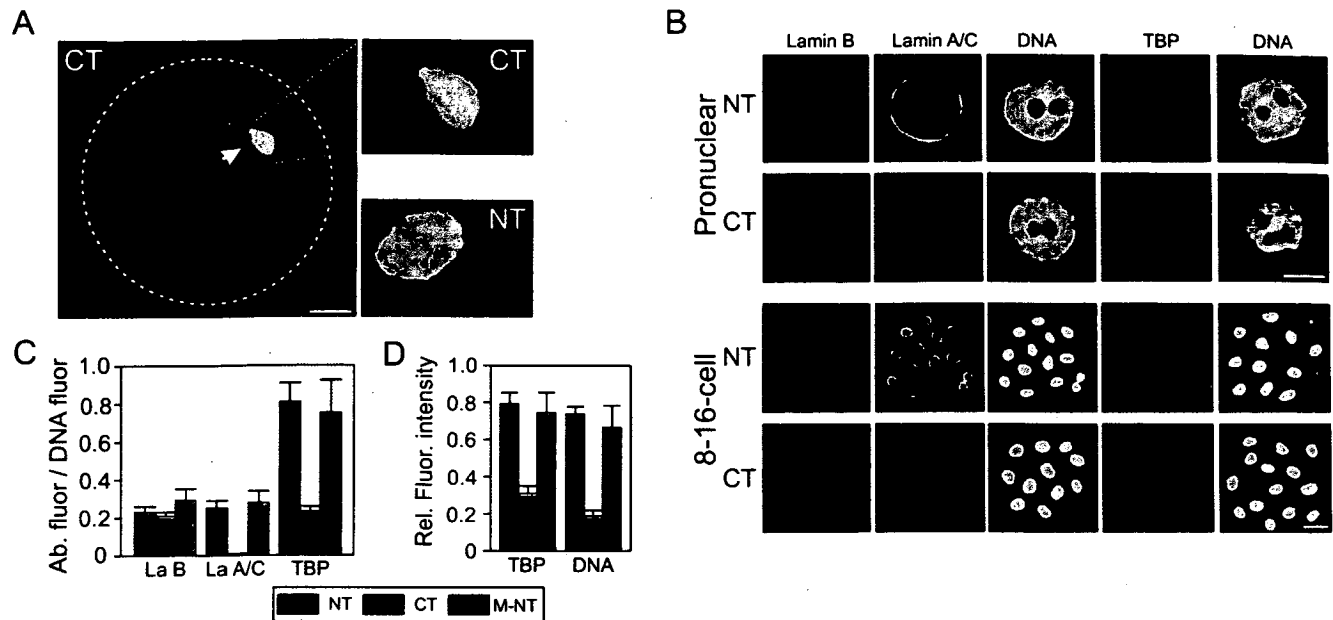 A
CT
CT
NT
B
Lamin B Lamin A/C DNA TBP DNA
Pronuclear
NT
CT
8-16-cell
NT
CT
C
Ab. fluor / DNA fluor
1.0
0.8
0.6
0.4
0.2
0
La B La A/C TBP
D
Rel. Fluor. intensity
1.0
0.8
0.6
0.4
0.2
0
TBP DNA
NT CT M-NT